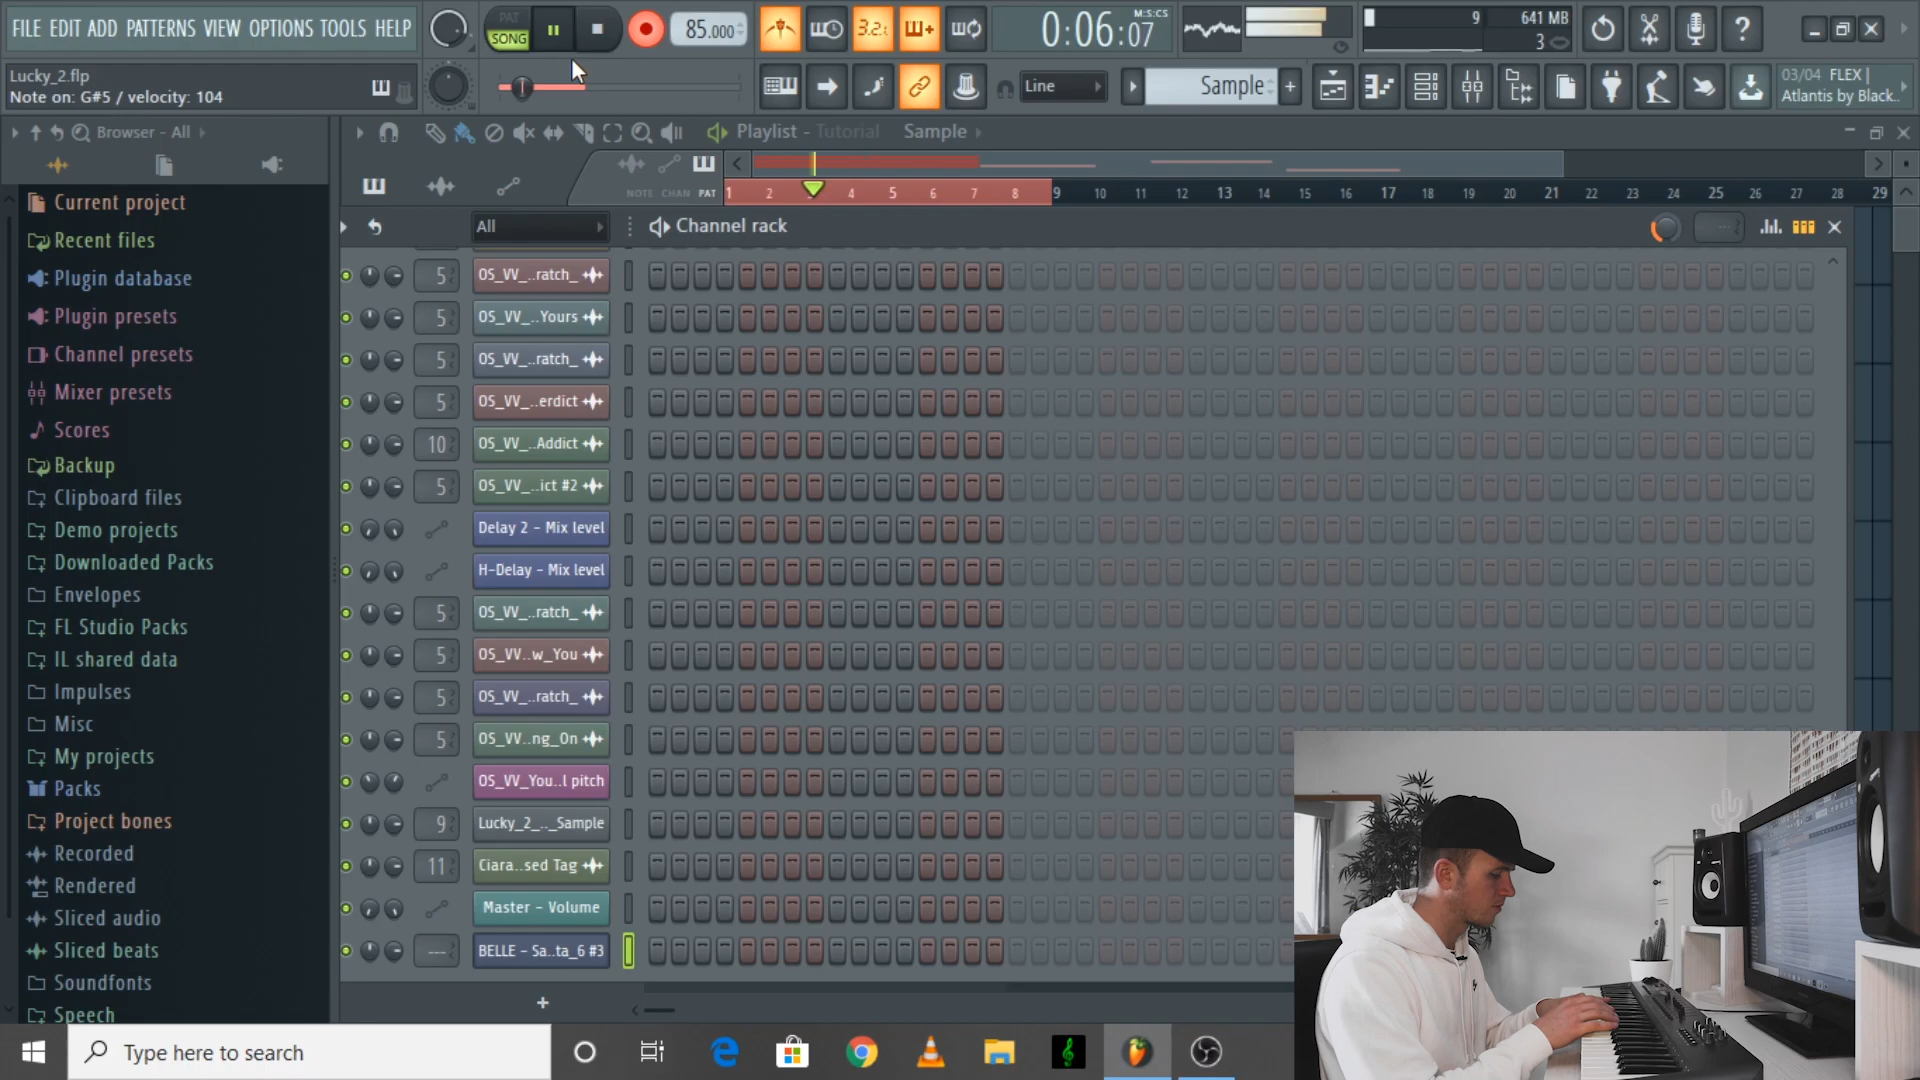 FILE EDIT ADD PATTERNS VIEW OPTIONS TOOLS HELP
PAT
SONG
85.000
3.2.
0:06:07
M:S:CS
9
641 MB
3
Lucky_2.flp
Note on: G#5 / velocity: 104
Line
Sample
03/04 FLEX |
Atlantis by Black..
Browser - All
Playlist - Tutorial Sample
NOTE CHAN PAT
1 2 3 4 5 6 7 8 9 10 11 12 13 14 15 16 17 18 19 20 21 22 23 24 25 26 27 28 29
All
Channel rack
Current project
Recent files
Plugin database
Plugin presets
Channel presets
Mixer presets
Scores
Backup
Clipboard files
Demo projects
Downloaded Packs
Envelopes
FL Studio Packs
IL shared data
Impulses
Misc
My projects
Packs
Project bones
Recorded
Rendered
Sliced audio
Sliced beats
Soundfonts
Speech
5 OS_VV_..ratch_
5 OS_VV_..Yours
5 OS_VV_..ratch_
5 OS_VV_..erdict
10 OS_VV_..Addict
5 OS_VV_..ict #2
Delay 2 - Mix level
H-Delay - Mix level
5 OS_VV_..ratch_
5 OS_VV..w_You
5 OS_VV_..ratch_
5 OS_VV..ng_On
OS_VV_You..l pitch
9 Lucky_2_.._Sample
11 Ciara..sed Tag
Master - Volume
--- BELLE - Sa..ta_6 #3
+
Type here to search